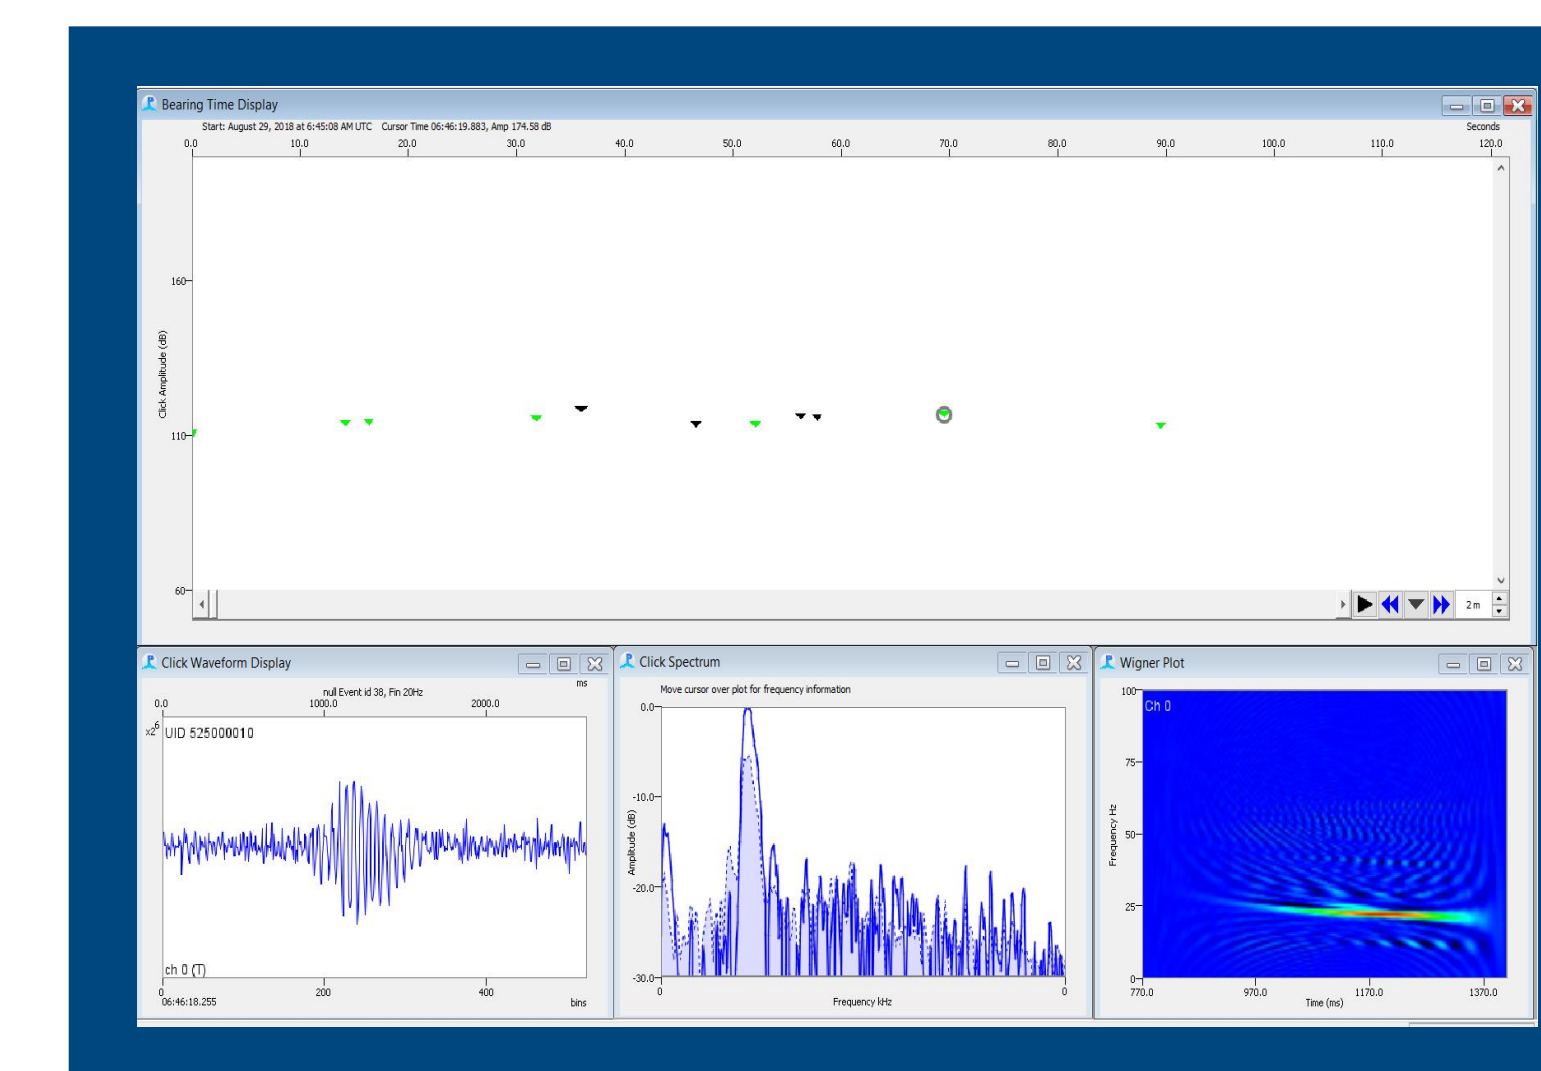 Bearing Time Display
Start: August 29, 2018 at 6:45:08 AM UTC Cursor Time 06:46:19.883, Amp 174.58 dB
Seconds
0.0 10.0 20.0 30.0 40.0 50.0 60.0 70.0 80.0 90.0 100.0 110.0 120.0
160
Click Amplitude (dB)
110
60
2 m
Click Waveform Display
ms
null Event id 38, Fin 20Hz
0.0 1000.0 2000.0
x2^6
UID 525000010
ch 0 (T)
0 200 400
06:46:18.255
bins
Click Spectrum
Move cursor over plot for frequency information
0.0
-10.0
Amplitude (dB)
-20.0
-30.0
0 0
Frequency kHz
Wigner Plot
100
Ch 0
75
Frequency Hz
50
25
0
770.0 970.0 1170.0 1370.0
Time (ms)